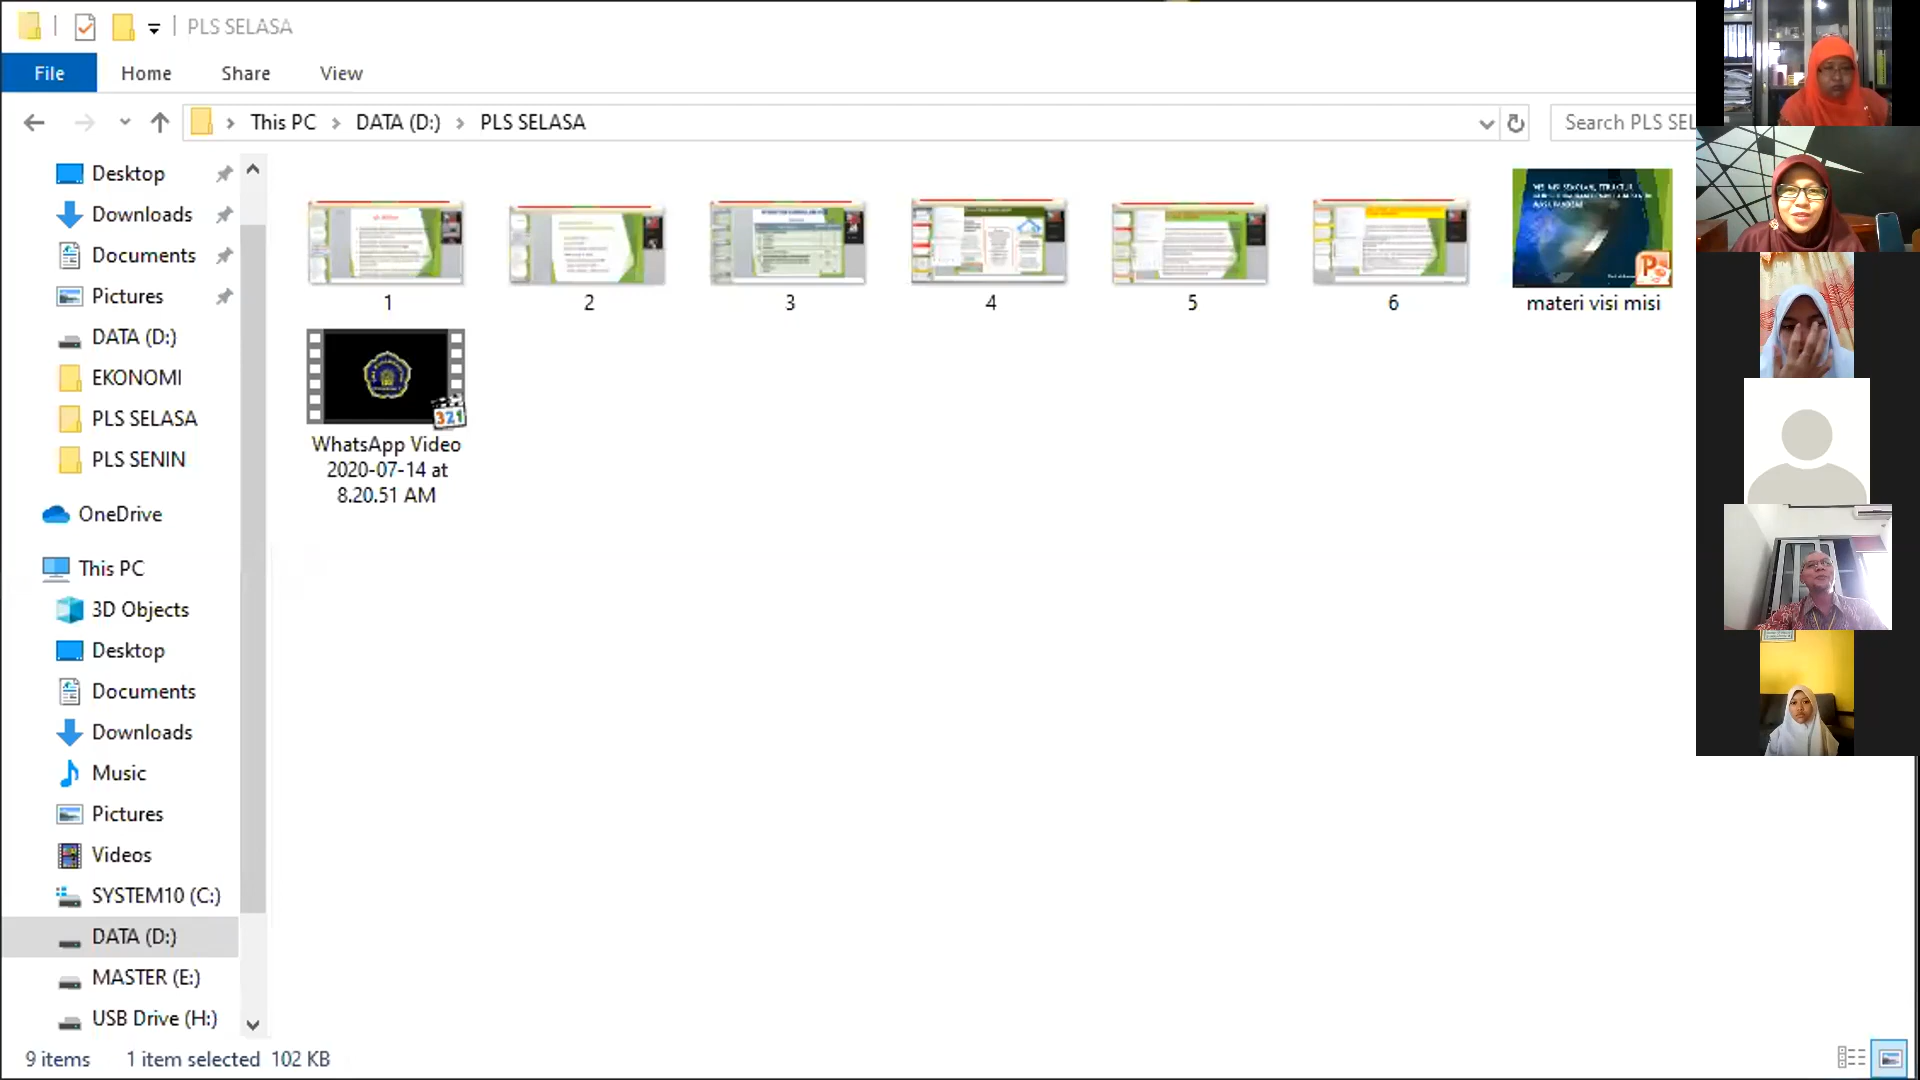 PLS SELASA
File Home Share View
This PC DATA (D:) PLS SELASA
Search PLS SEL
Desktop
Downloads
Documents
Pictures
DATA (D:)
EKONOMI
PLS SELASA
PLS SENIN
OneDrive
This PC
3D Objects
Desktop
Documents
Downloads
Music
Pictures
Videos
SYSTEM10 (C:)
DATA (D:)
MASTER (E:)
USB Drive (H:)
1
2
3
4
5
6
materi visi misi
321
WhatsApp Video
2020-07-14 at
8.20.51 AM
9 items 1 item selected 102 KB